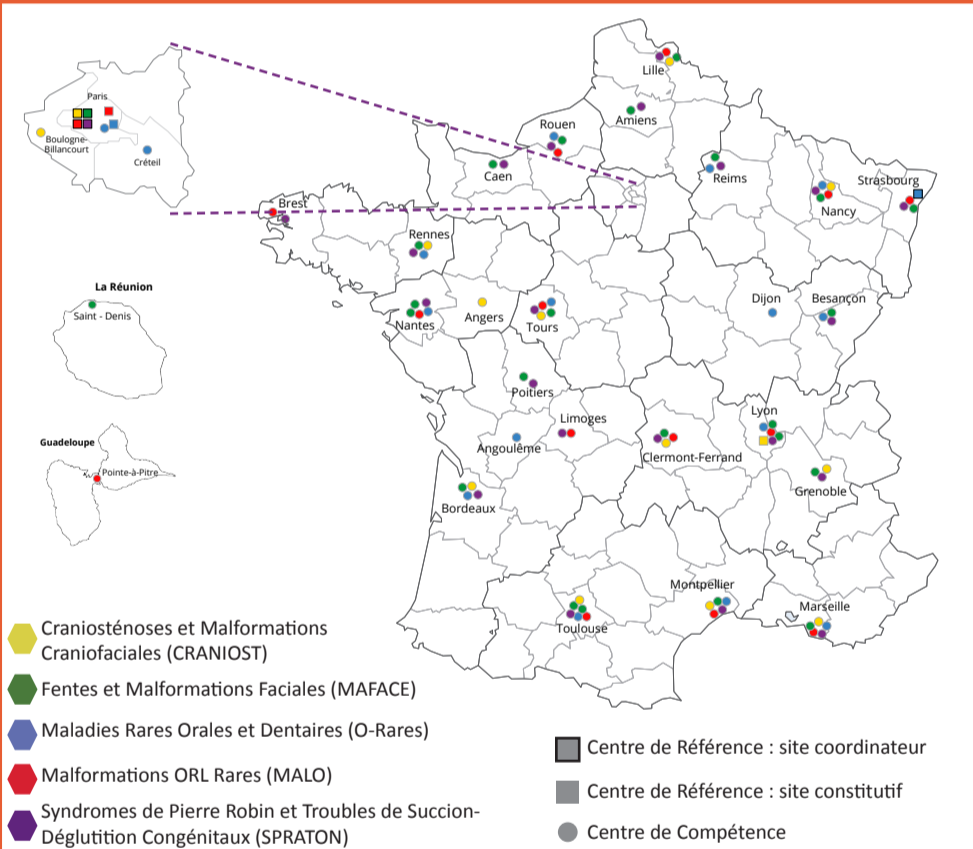 Lille
Amiens
Rouen
Caen
Reims
Strasbourg
Nancy
Paris
Boulogne-
Billancourt
Créteil
Brest
Rennes
Nantes
Angers
Tours
Dijon
Besançon
La Réunion
Saint - Denis
Poitiers
Limoges
Angoulême
Clermont-Ferrand
Lyon
Grenoble
Guadeloupe
Pointe-à-Pitre
Bordeaux
Toulouse
Montpellier
Marseille
Craniosténoses et Malformations
Craniofaciales (CRANIOST)
Fentes et Malformations Faciales (MAFACE)
Maladies Rares Orales et Dentaires (O-Rares)
Malformations ORL Rares (MALO)
Syndromes de Pierre Robin et Troubles de Succion-
Déglutition Congénitaux (SPRATON)
Centre de Référence : site coordinateur
Centre de Référence : site constitutif
Centre de Compétence